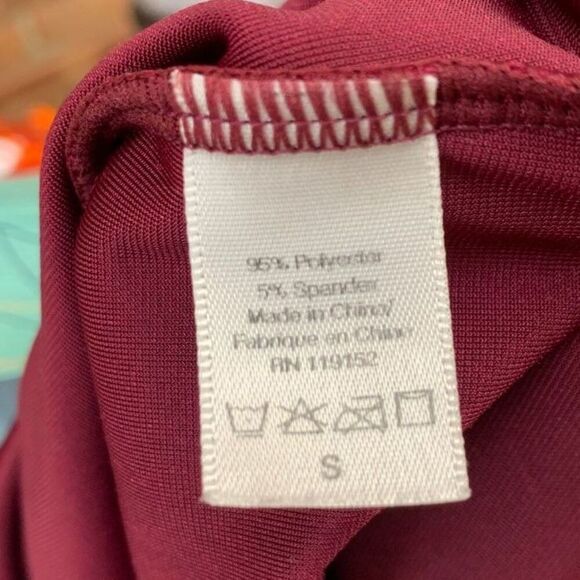 95% Polyester
5% Spandex
Made in China/
Fabrique en Chine
RN 119152
S